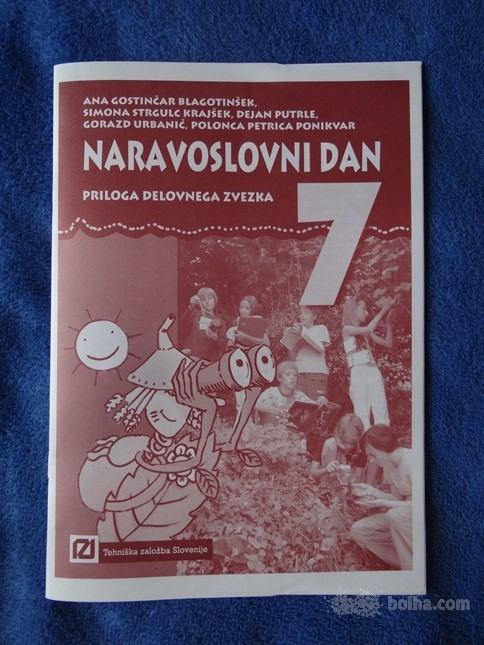 ANA GOSTINČAR BLAGOTINŠEK,
SIMONA STRGULC KRAJŠEK, DEJAN PUTRLE,
GORAZD URBANIČ, POLONCA PETRICA PONIKVAR
NARAVOSLOVNI DAN
PRILOGA DELOVNEGA ZVEZKA
7
Tehniška založba Slovenije
bolha.com